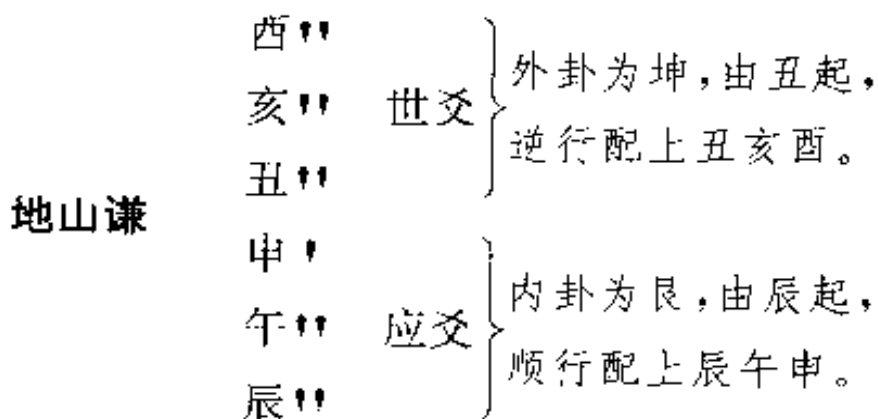 酉 ′′
亥 ′′ 世爻
丑 ′′
外卦为坤，由丑起，
逆行配上丑亥酉。
地山谦
申 ′
午 ′′ 应爻
辰 ′′
内卦为艮，由辰起，
顺行配上辰午申。